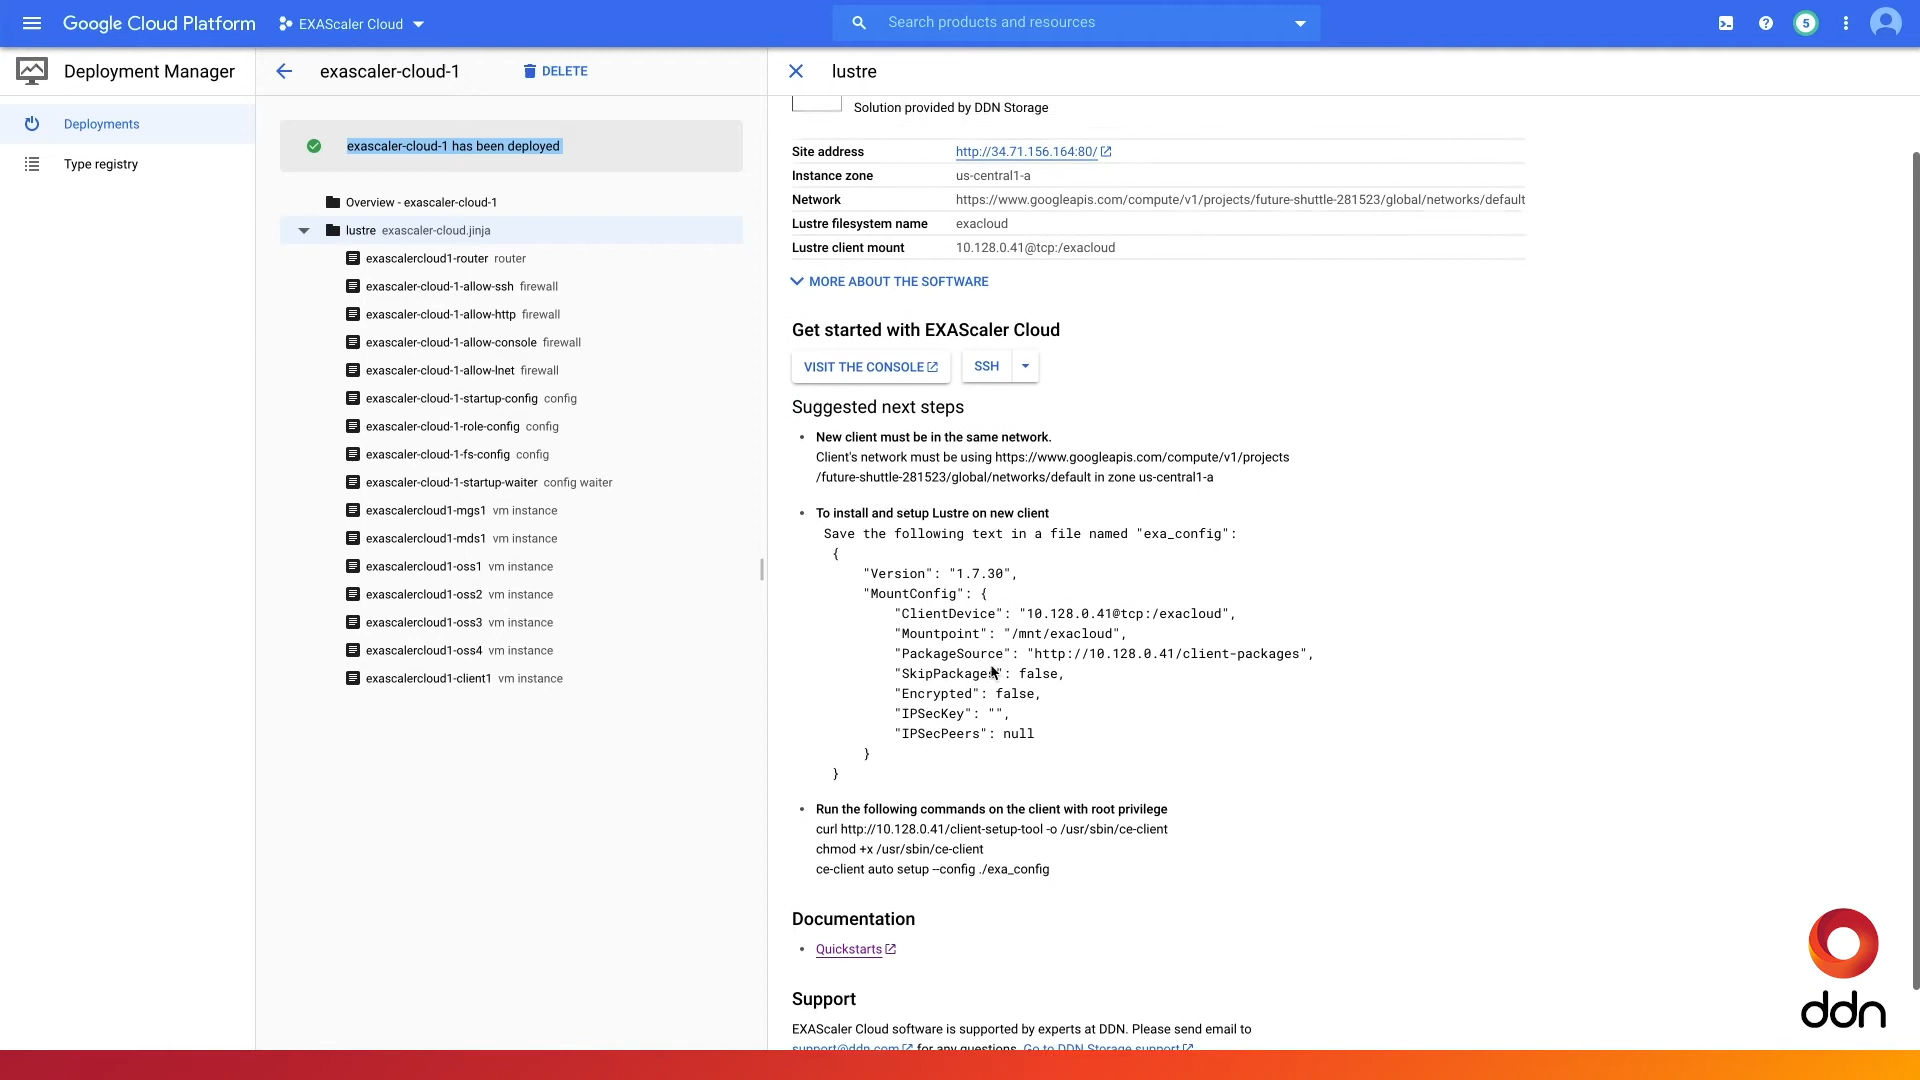 Google Cloud Platform
EXAScaler Cloud
Search products and resources
5
Deployment Manager
Deployments
Type registry
exascaler-cloud-1
DELETE
exascaler-cloud-1 has been deployed
Overview - exascaler-cloud-1
lustre exascaler-cloud.jinja
exascalercloud1-router router
exascaler-cloud-1-allow-ssh firewall
exascaler-cloud-1-allow-http firewall
exascaler-cloud-1-allow-console firewall
exascaler-cloud-1-allow-lnet firewall
exascaler-cloud-1-startup-config config
exascaler-cloud-1-role-config config
exascaler-cloud-1-fs-config config
exascaler-cloud-1-startup-waiter config waiter
exascalercloud1-mgs1 vm instance
exascalercloud1-mds1 vm instance
exascalercloud1-oss1 vm instance
exascalercloud1-oss2 vm instance
exascalercloud1-oss3 vm instance
exascalercloud1-oss4 vm instance
exascalercloud1-client1 vm instance
lustre
Solution provided by DDN Storage
Site address http://34.71.156.164:80/
Instance zone us-central1-a
Network https://www.googleapis.com/compute/v1/projects/future-shuttle-281523/global/networks/default
Lustre filesystem name exacloud
Lustre client mount 10.128.0.41@tcp:/exacloud
MORE ABOUT THE SOFTWARE
Get started with EXAScaler Cloud
VISIT THE CONSOLE
SSH
Suggested next steps
• New client must be in the same network.
Client's network must be using https://www.googleapis.com/compute/v1/projects
/future-shuttle-281523/global/networks/default in zone us-central1-a
• To install and setup Lustre on new client
Save the following text in a file named "exa_config":
{
"Version": "1.7.30",
"MountConfig": {
"ClientDevice": "10.128.0.41@tcp:/exacloud",
"Mountpoint": "/mnt/exacloud",
"PackageSource": "http://10.128.0.41/client-packages",
"SkipPackages": false,
"Encrypted": false,
"IPSecKey": "",
"IPSecPeers": null
}
}
• Run the following commands on the client with root privilege
curl http://10.128.0.41/client-setup-tool -o /usr/sbin/ce-client
chmod +x /usr/sbin/ce-client
ce-client auto setup --config ./exa_config
Documentation
• Quickstarts
Support
EXAScaler Cloud software is supported by experts at DDN. Please send email to
support@ddn.com for any questions. Go to DDN Storage support
ddn